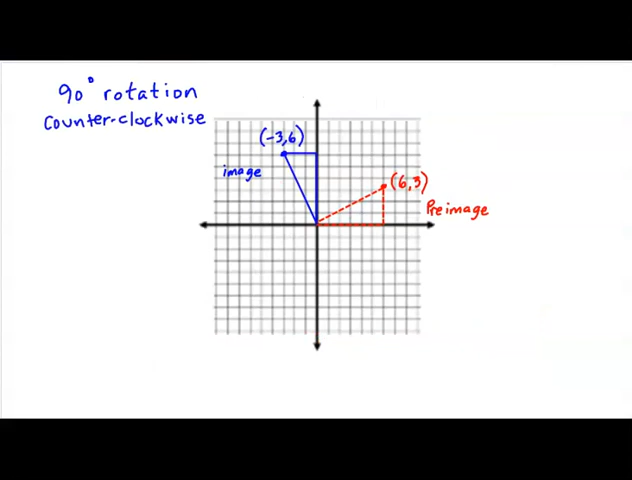 90° rotation
counter-clockwise
(-3,6)
image
(6,3)
Preimage